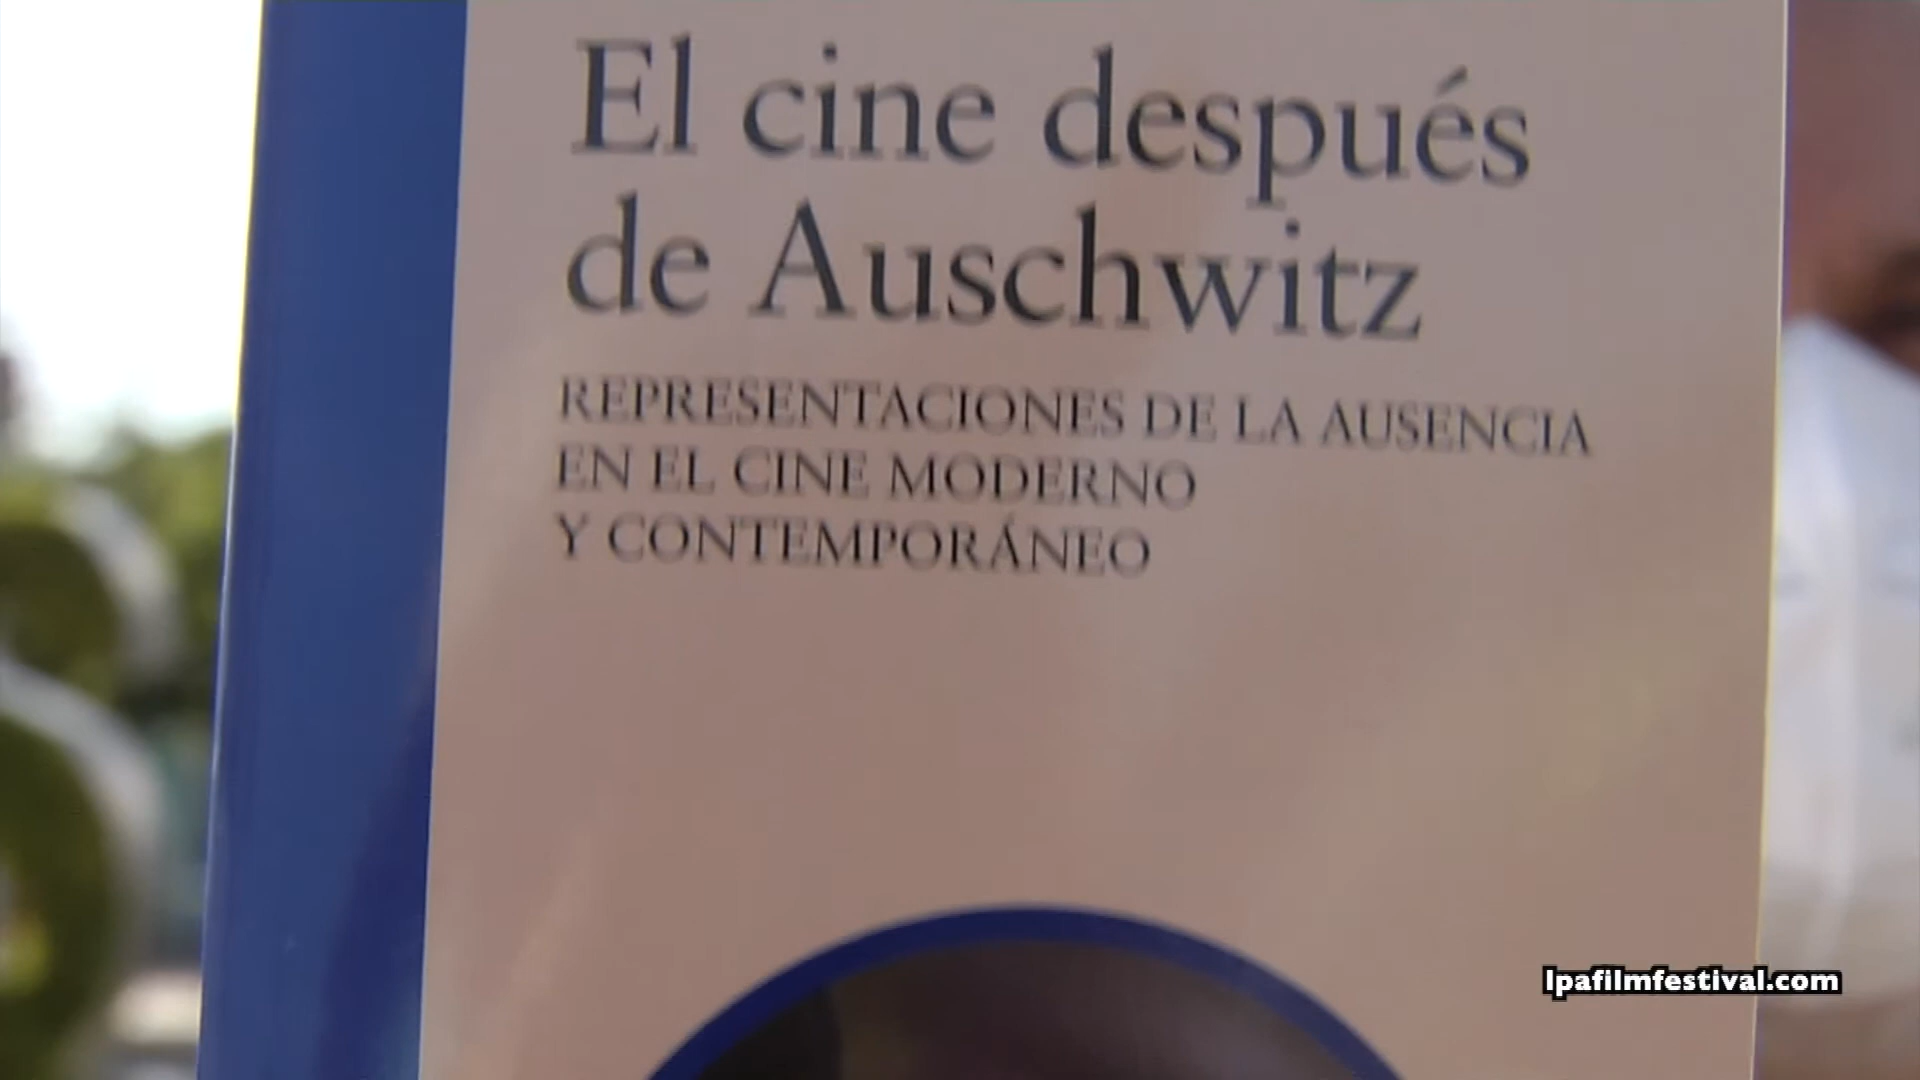 El cine después
de Auschwitz
REPRESENTACIONES DE LA AUSENCIA
EN EL CINE MODERNO
Y CONTEMPORÁNEO
lpafilmfestival.com